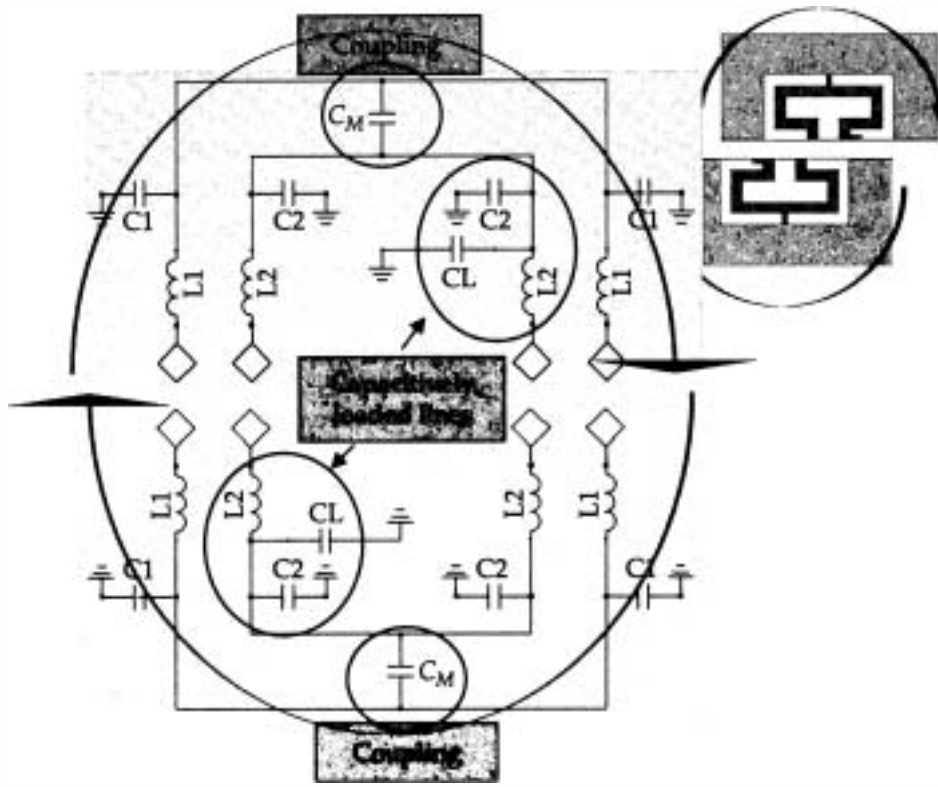 Coupling
C_M
C1
C2
C2
C1
CL
L1
L2
L2
L1
Capacitively
loaded lines
L1
L2
CL
L2
L1
C1
C2
C2
C1
C_M
Coupling